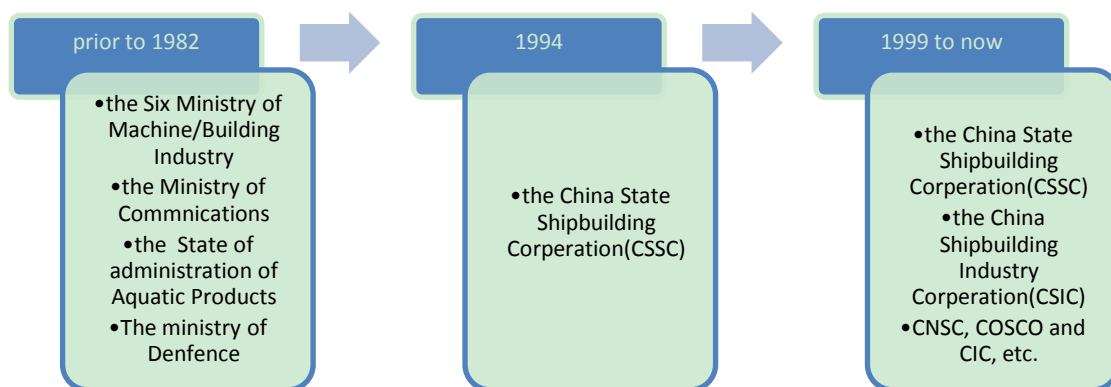 prior to 1982
•the Six Ministry of
Machine/Building
Industry
•the Ministry of
Commnications
•the State of
administration of
Aquatic Products
•The ministry of
Denfence
1994
•the China State
Shipbuilding
Corperation(CSSC)
1999 to now
•the China State
Shipbuilding
Corperation(CSSC)
•the China
Shipbuilding
Industry
Corperation(CSIC)
•CNSC, COSCO and
CIC, etc.